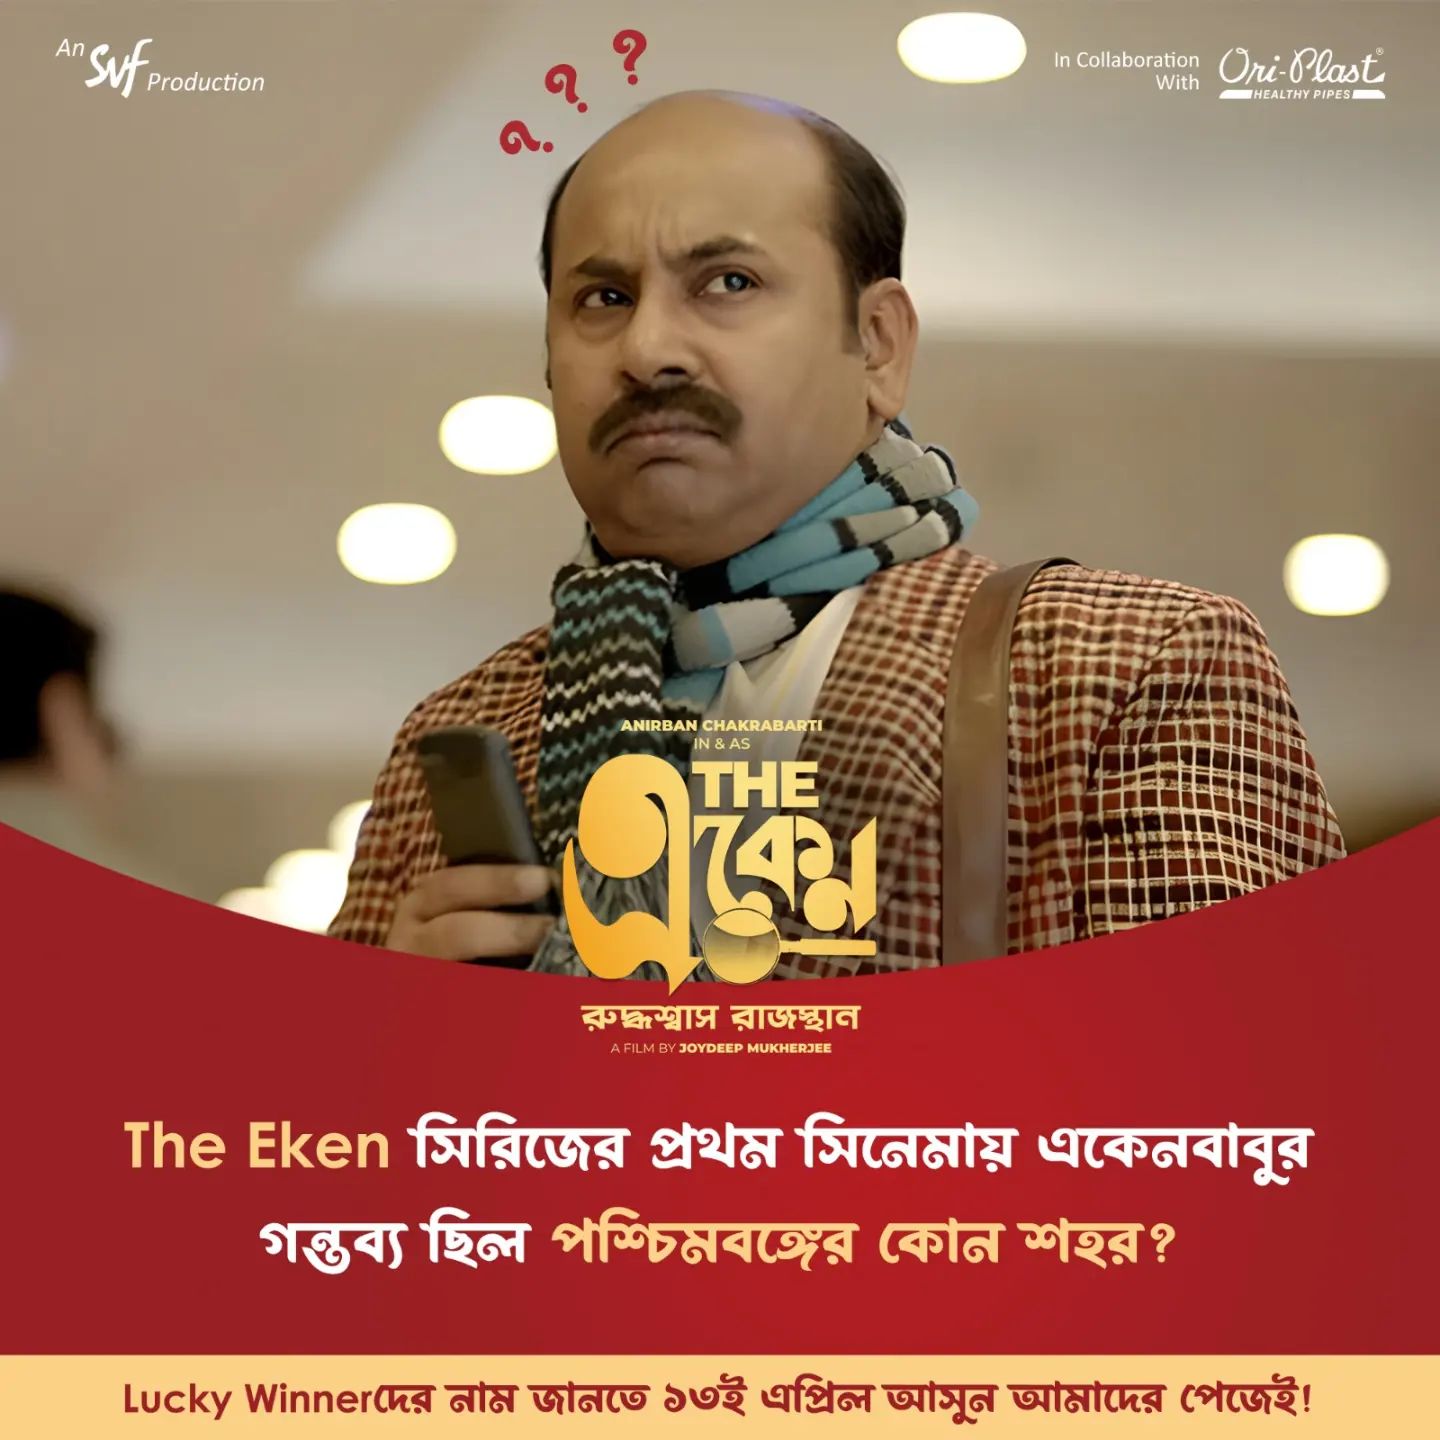 An SVF Production
In Collaboration
With
Ori-Plast®
HEALTHY PIPES
? ? ?
ANIRBAN CHAKRABARTI
IN & AS
THE
একেন
রুদ্ধশ্বাস রাজস্থান
A FILM BY JOYDEEP MUKHERJEE
The Eken সিরিজের প্রথম সিনেমায় একেনবাবুর
গন্তব্য ছিল পশ্চিমবঙ্গের কোন শহর?
Lucky Winnerদের নাম জানতে ১৩ই এপ্রিল আসুন আমাদের পেজেই!